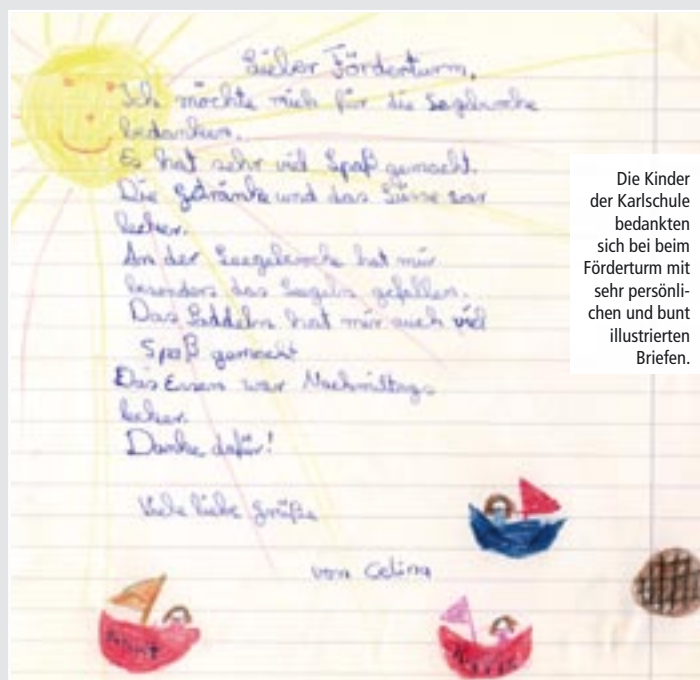 Lieber Förderturm,
Ich möchte mich für die Segelwoche
bedanken.
Es hat sehr viel Spaß gemacht.
Die Getränke und das Süsse war
lecker.
An der Seegelwoche hat mir
besonders das Segeln gefallen.
Das Paddeln hat mir auch viel
Spaß gemacht
Das Essen war Nachmittags
lecker.
Danke dafür!
Viele liebe Grüße
von Celina
Die Kinder
der Karlschule
bedankten
sich bei beim
Förderturm mit
sehr persönli-
chen und bunt
illustrierten
Briefen.